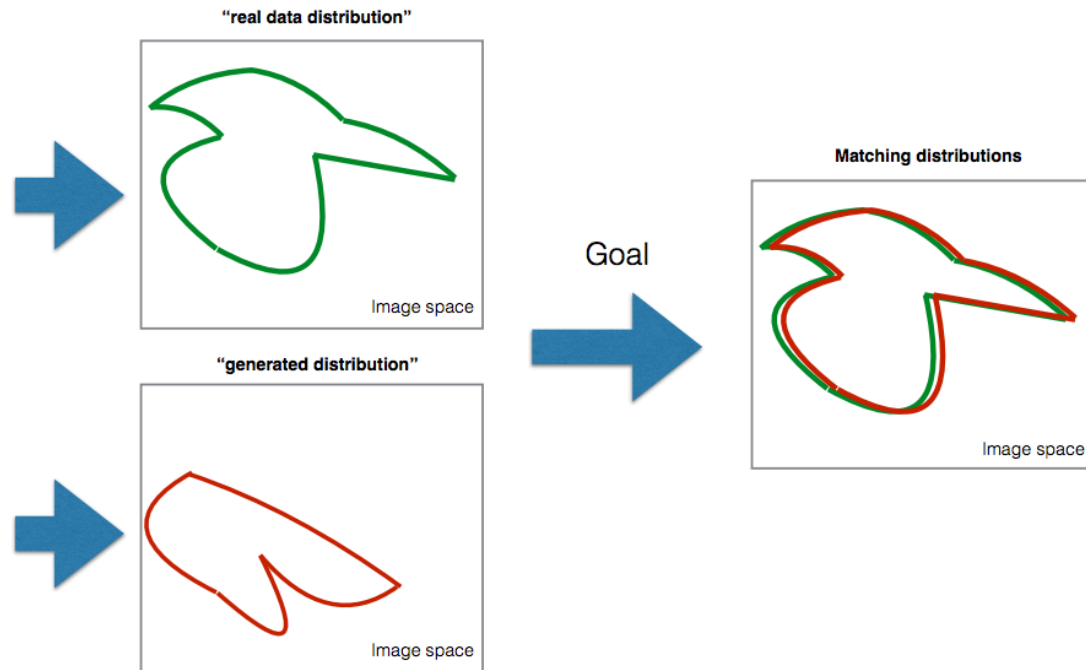 “real data distribution”
Image space
“generated distribution”
Image space
Goal
Matching distributions
Image space